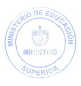 MINISTERIO DE EDUCACIÓN
SUPERIOR